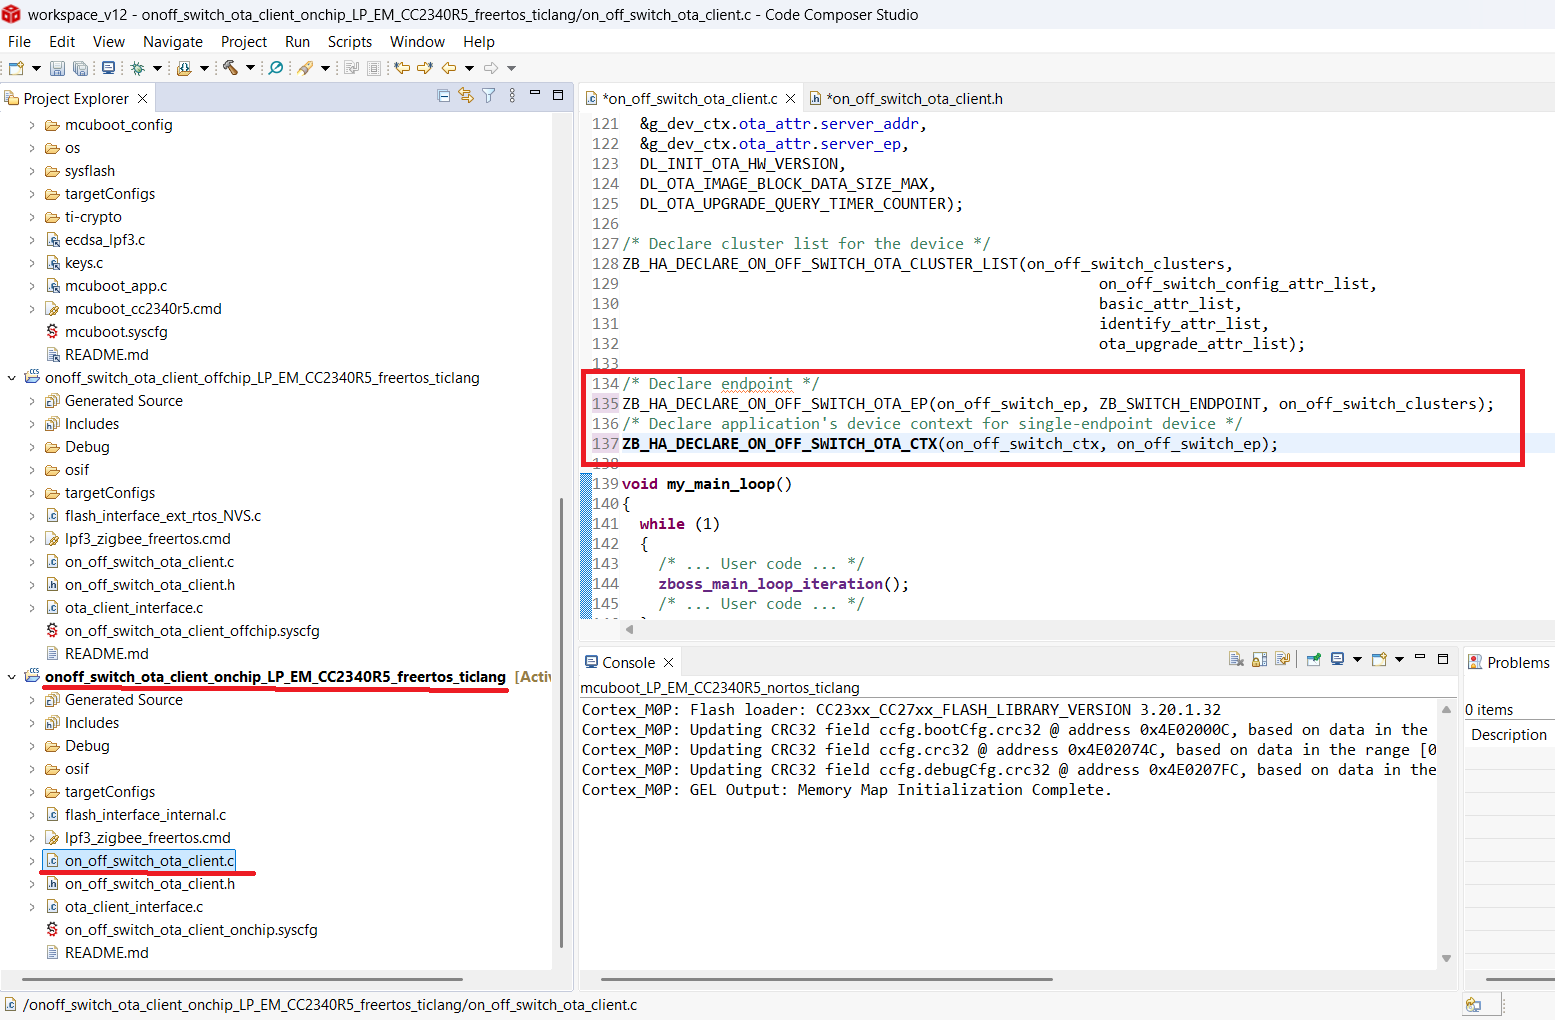 workspace_v12 - onoff_switch_ota_client_onchip_LP_EM_CC2340R5_freertos_ticlang/on_off_switch_ota_client.c - Code Composer Studio
File Edit View Navigate Project Run Scripts Window Help
Project Explorer
mcuboot_config
os
sysflash
targetConfigs
ti-crypto
ecdsa_lpf3.c
keys.c
mcuboot_app.c
mcuboot_cc2340r5.cmd
mcuboot.syscfg
README.md
onoff_switch_ota_client_offchip_LP_EM_CC2340R5_freertos_ticlang
Generated Source
Includes
Debug
osif
targetConfigs
flash_interface_ext_rtos_NVS.c
lpf3_zigbee_freertos.cmd
on_off_switch_ota_client.c
on_off_switch_ota_client.h
ota_client_interface.c
on_off_switch_ota_client_offchip.syscfg
README.md
onoff_switch_ota_client_onchip_LP_EM_CC2340R5_freertos_ticlang [Activ
Generated Source
Includes
Debug
osif
targetConfigs
flash_interface_internal.c
lpf3_zigbee_freertos.cmd
on_off_switch_ota_client.c
on_off_switch_ota_client.h
ota_client_interface.c
on_off_switch_ota_client_onchip.syscfg
README.md
*on_off_switch_ota_client.c *on_off_switch_ota_client.h
121 &g_dev_ctx.ota_attr.server_addr,
122 &g_dev_ctx.ota_attr.server_ep,
123 DL_INIT_OTA_HW_VERSION,
124 DL_OTA_IMAGE_BLOCK_DATA_SIZE_MAX,
125 DL_OTA_UPGRADE_QUERY_TIMER_COUNTER);
126
127 /* Declare cluster list for the device */
128 ZB_HA_DECLARE_ON_OFF_SWITCH_OTA_CLUSTER_LIST(on_off_switch_clusters,
129 on_off_switch_config_attr_list,
130 basic_attr_list,
131 identify_attr_list,
132 ota_upgrade_attr_list);
133
134 /* Declare endpoint */
135 ZB_HA_DECLARE_ON_OFF_SWITCH_OTA_EP(on_off_switch_ep, ZB_SWITCH_ENDPOINT, on_off_switch_clusters);
136 /* Declare application's device context for single-endpoint device */
137 ZB_HA_DECLARE_ON_OFF_SWITCH_OTA_CTX(on_off_switch_ctx, on_off_switch_ep);
138
139 void my_main_loop()
140 {
141 while (1)
142 {
143 /* ... User code ... */
144 zboss_main_loop_iteration();
145 /* ... User code ... */
Console
mcuboot_LP_EM_CC2340R5_nortos_ticlang
Cortex_M0P: Flash loader: CC23xx_CC27xx_FLASH_LIBRARY_VERSION 3.20.1.32
Cortex_M0P: Updating CRC32 field ccfg.bootCfg.crc32 @ address 0x4E02000C, based on data in the
Cortex_M0P: Updating CRC32 field ccfg.crc32 @ address 0x4E02074C, based on data in the range [0
Cortex_M0P: Updating CRC32 field ccfg.debugCfg.crc32 @ address 0x4E0207FC, based on data in the
Cortex_M0P: GEL Output: Memory Map Initialization Complete.
Problems
0 items
Description
/onoff_switch_ota_client_onchip_LP_EM_CC2340R5_freertos_ticlang/on_off_switch_ota_client.c